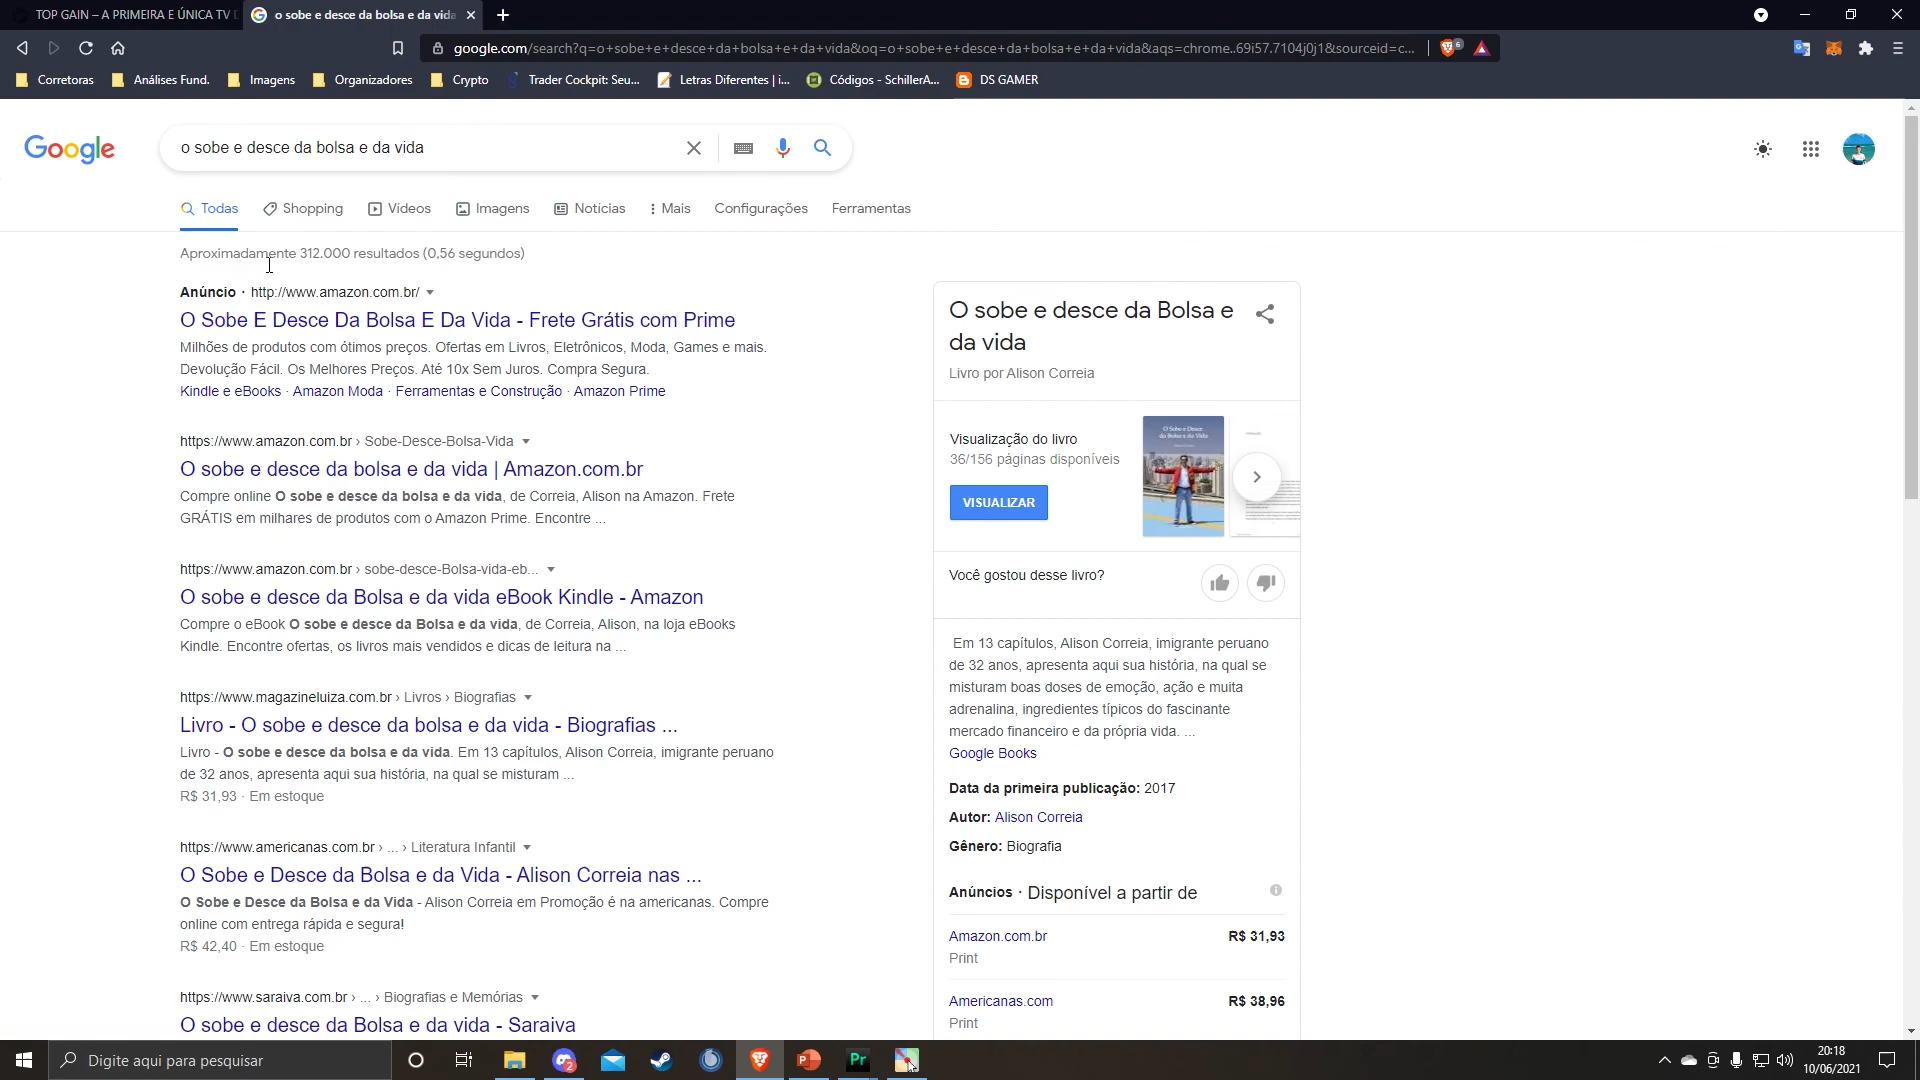 TOP GAIN – A PRIMEIRA E ÚNICA TV
o sobe e desce da bolsa e da vida
google.com/search?q=o+sobe+e+desce+da+bolsa+e+da+vida&oq=o+sobe+e+desce+da+bolsa+e+da+vida&aqs=chrome..69i57.7104j0j1&sourceid=c...
6
Corretoras
Análises Fund.
Imagens
Organizadores
Crypto
Trader Cockpit: Seu...
Letras Diferentes | i...
Códigos - SchillerA...
DS GAMER
Google
o sobe e desce da bolsa e da vida
Todas
Shopping
Vídeos
Imagens
Notícias
Mais
Configurações
Ferramentas
Aproximadamente 312.000 resultados (0,56 segundos)
Anúncio · http://www.amazon.com.br/
O Sobe E Desce Da Bolsa E Da Vida - Frete Grátis com Prime
Milhões de produtos com ótimos preços. Ofertas em Livros, Eletrônicos, Moda, Games e mais.
Devolução Fácil. Os Melhores Preços. Até 10x Sem Juros. Compra Segura.
Kindle e eBooks · Amazon Moda · Ferramentas e Construção · Amazon Prime
https://www.amazon.com.br › Sobe-Desce-Bolsa-Vida
O sobe e desce da bolsa e da vida | Amazon.com.br
Compre online O sobe e desce da bolsa e da vida, de Correia, Alison na Amazon. Frete
GRÁTIS em milhares de produtos com o Amazon Prime. Encontre ...
https://www.amazon.com.br › sobe-desce-Bolsa-vida-eb...
O sobe e desce da Bolsa e da vida eBook Kindle - Amazon
Compre o eBook O sobe e desce da Bolsa e da vida, de Correia, Alison, na loja eBooks
Kindle. Encontre ofertas, os livros mais vendidos e dicas de leitura na ...
https://www.magazineluiza.com.br › Livros › Biografias
Livro - O sobe e desce da bolsa e da vida - Biografias ...
Livro - O sobe e desce da bolsa e da vida. Em 13 capítulos, Alison Correia, imigrante peruano
de 32 anos, apresenta aqui sua história, na qual se misturam ...
R$ 31,93 · Em estoque
https://www.americanas.com.br › ... › Literatura Infantil
O Sobe e Desce da Bolsa e da Vida - Alison Correia nas ...
O Sobe e Desce da Bolsa e da Vida - Alison Correia em Promoção é na americanas. Compre
online com entrega rápida e segura!
R$ 42,40 · Em estoque
https://www.saraiva.com.br › ... › Biografias e Memórias
O sobe e desce da Bolsa e da vida - Saraiva
O sobe e desce da Bolsa e
da vida
Livro por Alison Correia
Visualização do livro
36/156 páginas disponíveis
VISUALIZAR
O Sobe e Desce
da Bolsa e da Vida
Você gostou desse livro?
Em 13 capítulos, Alison Correia, imigrante peruano
de 32 anos, apresenta aqui sua história, na qual se
misturam boas doses de emoção, ação e muita
adrenalina, ingredientes típicos do fascinante
mercado financeiro e da própria vida. ...
Google Books
Data da primeira publicação: 2017
Autor: Alison Correia
Gênero: Biografia
Anúncios · Disponível a partir de
Amazon.com.br
R$ 31,93
Print
Americanas.com
R$ 38,96
Print
Digite aqui para pesquisar
2
Pr
20:18
10/06/2021